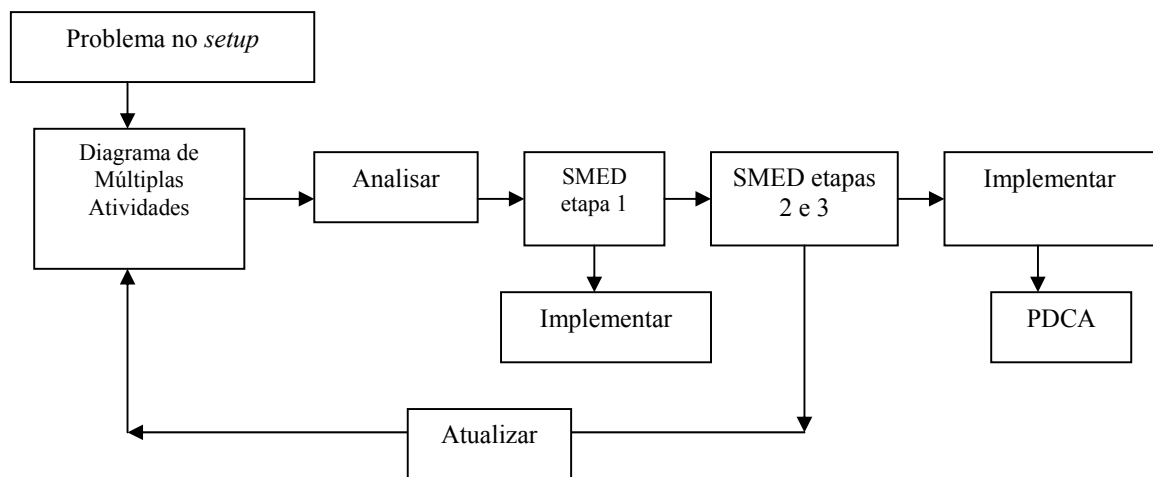 Problema no setup
Diagrama de
Múltiplas
Atividades
Analisar
SMED
etapa 1
SMED etapas
2 e 3
Implementar
Implementar
PDCA
Atualizar